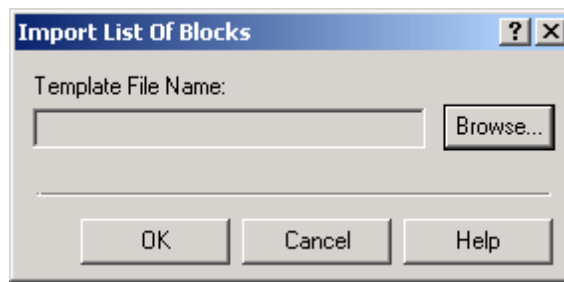 Import List Of Blocks
Template File Name:
Browse...
OK Cancel Help